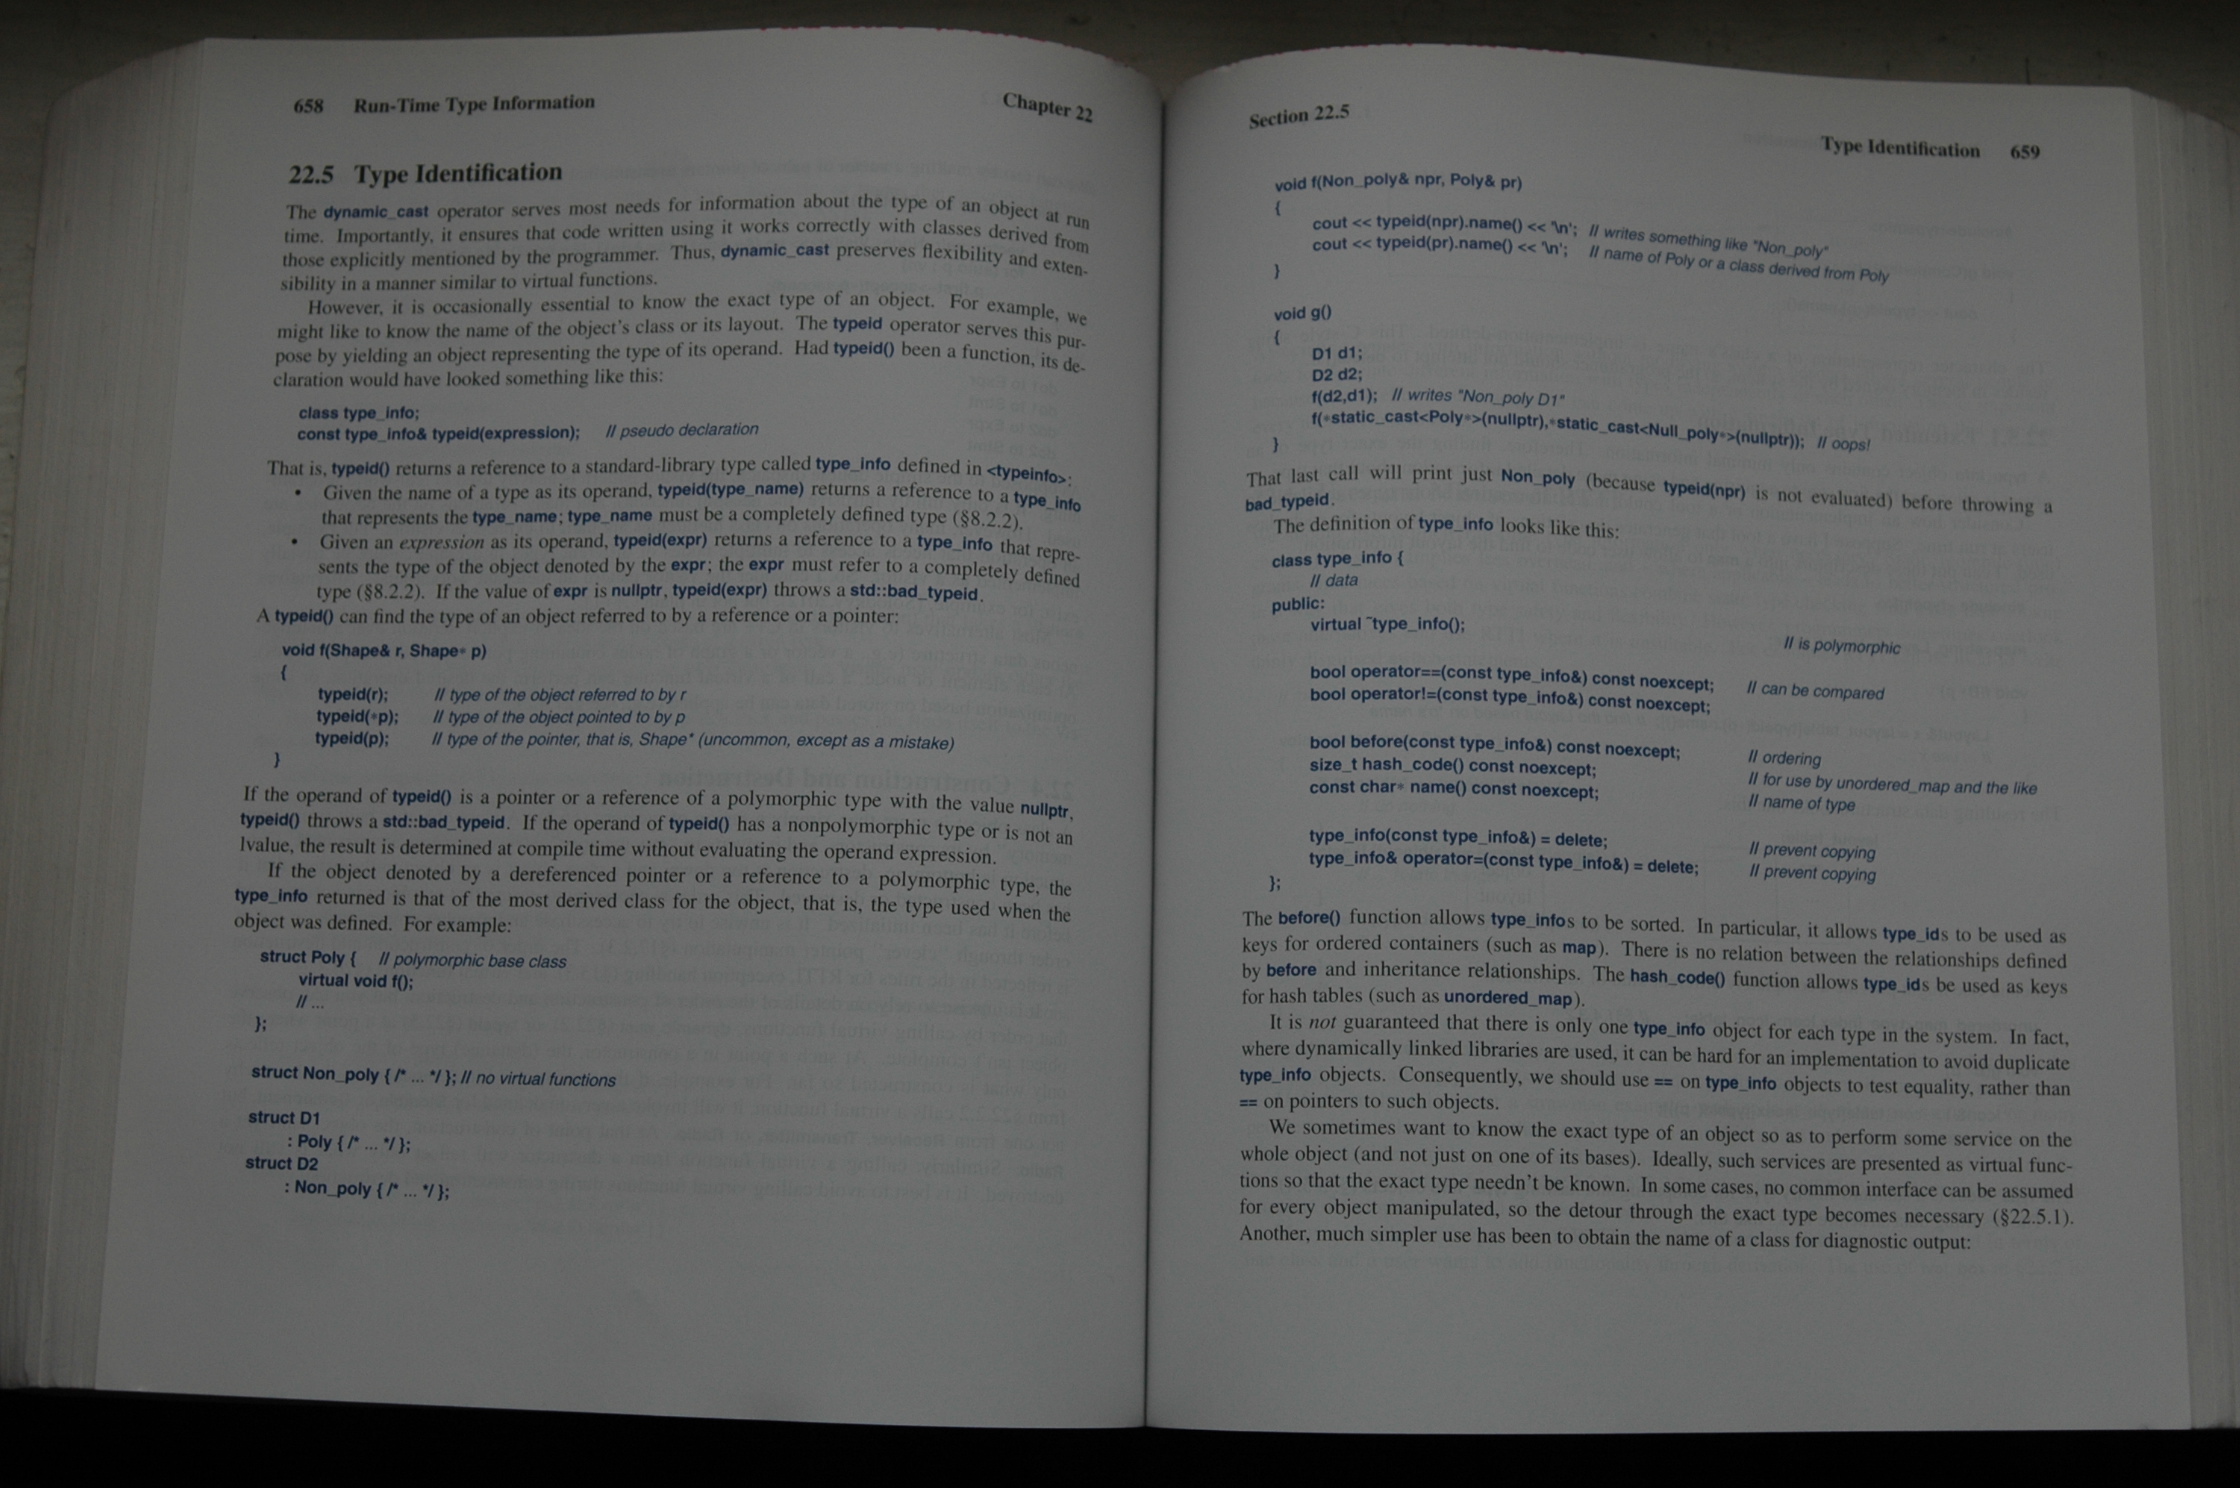 658 Run-Time Type Information Chapter 22
22.5 Type Identification
The dynamic_cast operator serves most needs for information about the type of an object at run
time. Importantly, it ensures that code written using it works correctly with classes derived from
those explicitly mentioned by the programmer. Thus, dynamic_cast preserves flexibility and exten-
sibility in a manner similar to virtual functions.
However, it is occasionally essential to know the exact type of an object. For example, we
might like to know the name of the object's class or its layout. The typeid operator serves this pur-
pose by yielding an object representing the type of its operand. Had typeid() been a function, its de-
claration would have looked something like this:
class type_info;
const type_info& typeid(expression); // pseudo declaration
That is, typeid() returns a reference to a standard-library type called type_info defined in <typeinfo>:
• Given the name of a type as its operand, typeid(type_name) returns a reference to a type_info
that represents the type_name; type_name must be a completely defined type (§8.2.2).
• Given an expression as its operand, typeid(expr) returns a reference to a type_info that repre-
sents the type of the object denoted by the expr; the expr must refer to a completely defined
type (§8.2.2). If the value of expr is nullptr, typeid(expr) throws a std::bad_typeid.
A typeid() can find the type of an object referred to by a reference or a pointer:
void f(Shape& r, Shape* p)
{
typeid(r); // type of the object referred to by r
typeid(*p); // type of the object pointed to by p
typeid(p); // type of the pointer, that is, Shape* (uncommon, except as a mistake)
}
If the operand of typeid() is a pointer or a reference of a polymorphic type with the value nullptr,
typeid() throws a std::bad_typeid. If the operand of typeid() has a nonpolymorphic type or is not an
lvalue, the result is determined at compile time without evaluating the operand expression.
If the object denoted by a dereferenced pointer or a reference to a polymorphic type, the
type_info returned is that of the most derived class for the object, that is, the type used when the
object was defined. For example:
struct Poly { // polymorphic base class
virtual void f();
// ...
};
struct Non_poly { /* ... */ }; // no virtual functions
struct D1
: Poly { /* ... */ };
struct D2
: Non_poly { /* ... */ };
Section 22.5 Type Identification 659
void f(Non_poly& npr, Poly& pr)
{
cout << typeid(npr).name() << '\n'; // writes something like "Non_poly"
cout << typeid(pr).name() << '\n'; // name of Poly or a class derived from Poly
}
void g()
{
D1 d1;
D2 d2;
f(d2,d1); // writes "Non_poly D1"
f(*static_cast<Poly*>(nullptr),*static_cast<Null_poly*>(nullptr)); // oops!
}
That last call will print just Non_poly (because typeid(npr) is not evaluated) before throwing a
bad_typeid.
The definition of type_info looks like this:
class type_info {
// data
public:
virtual ~type_info(); // is polymorphic
bool operator==(const type_info&) const noexcept; // can be compared
bool operator!=(const type_info&) const noexcept;
bool before(const type_info&) const noexcept; // ordering
size_t hash_code() const noexcept; // for use by unordered_map and the like
const char* name() const noexcept; // name of type
type_info(const type_info&) = delete; // prevent copying
type_info& operator=(const type_info&) = delete; // prevent copying
};
The before() function allows type_infos to be sorted. In particular, it allows type_ids to be used as
keys for ordered containers (such as map). There is no relation between the relationships defined
by before and inheritance relationships. The hash_code() function allows type_ids be used as keys
for hash tables (such as unordered_map).
It is not guaranteed that there is only one type_info object for each type in the system. In fact,
where dynamically linked libraries are used, it can be hard for an implementation to avoid duplicate
type_info objects. Consequently, we should use == on type_info objects to test equality, rather than
== on pointers to such objects.
We sometimes want to know the exact type of an object so as to perform some service on the
whole object (and not just on one of its bases). Ideally, such services are presented as virtual func-
tions so that the exact type needn't be known. In some cases, no common interface can be assumed
for every object manipulated, so the detour through the exact type becomes necessary (§22.5.1).
Another, much simpler use has been to obtain the name of a class for diagnostic output: